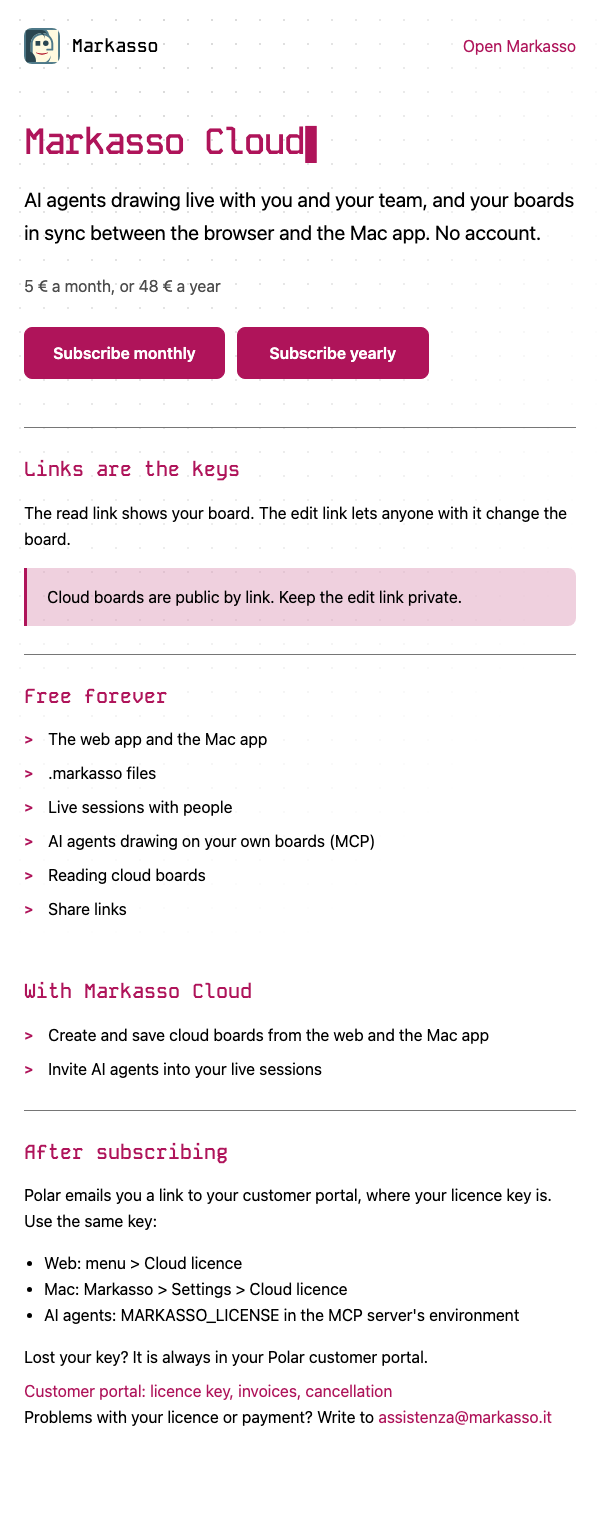 Markasso
Open Markasso
Markasso Cloud
AI agents drawing live with you and your team, and your boards
in sync between the browser and the Mac app. No account.
5 € a month, or 48 € a year
Subscribe monthly
Subscribe yearly
Links are the keys
The read link shows your board. The edit link lets anyone with it change the
board.
Cloud boards are public by link. Keep the edit link private.
Free forever
> The web app and the Mac app
> .markasso files
> Live sessions with people
> AI agents drawing on your own boards (MCP)
> Reading cloud boards
> Share links
With Markasso Cloud
> Create and save cloud boards from the web and the Mac app
> Invite AI agents into your live sessions
After subscribing
Polar emails you a link to your customer portal, where your licence key is.
Use the same key:
• Web: menu > Cloud licence
• Mac: Markasso > Settings > Cloud licence
• AI agents: MARKASSO_LICENSE in the MCP server's environment
Lost your key? It is always in your Polar customer portal.
Customer portal: licence key, invoices, cancellation
Problems with your licence or payment? Write to assistenza@markasso.it